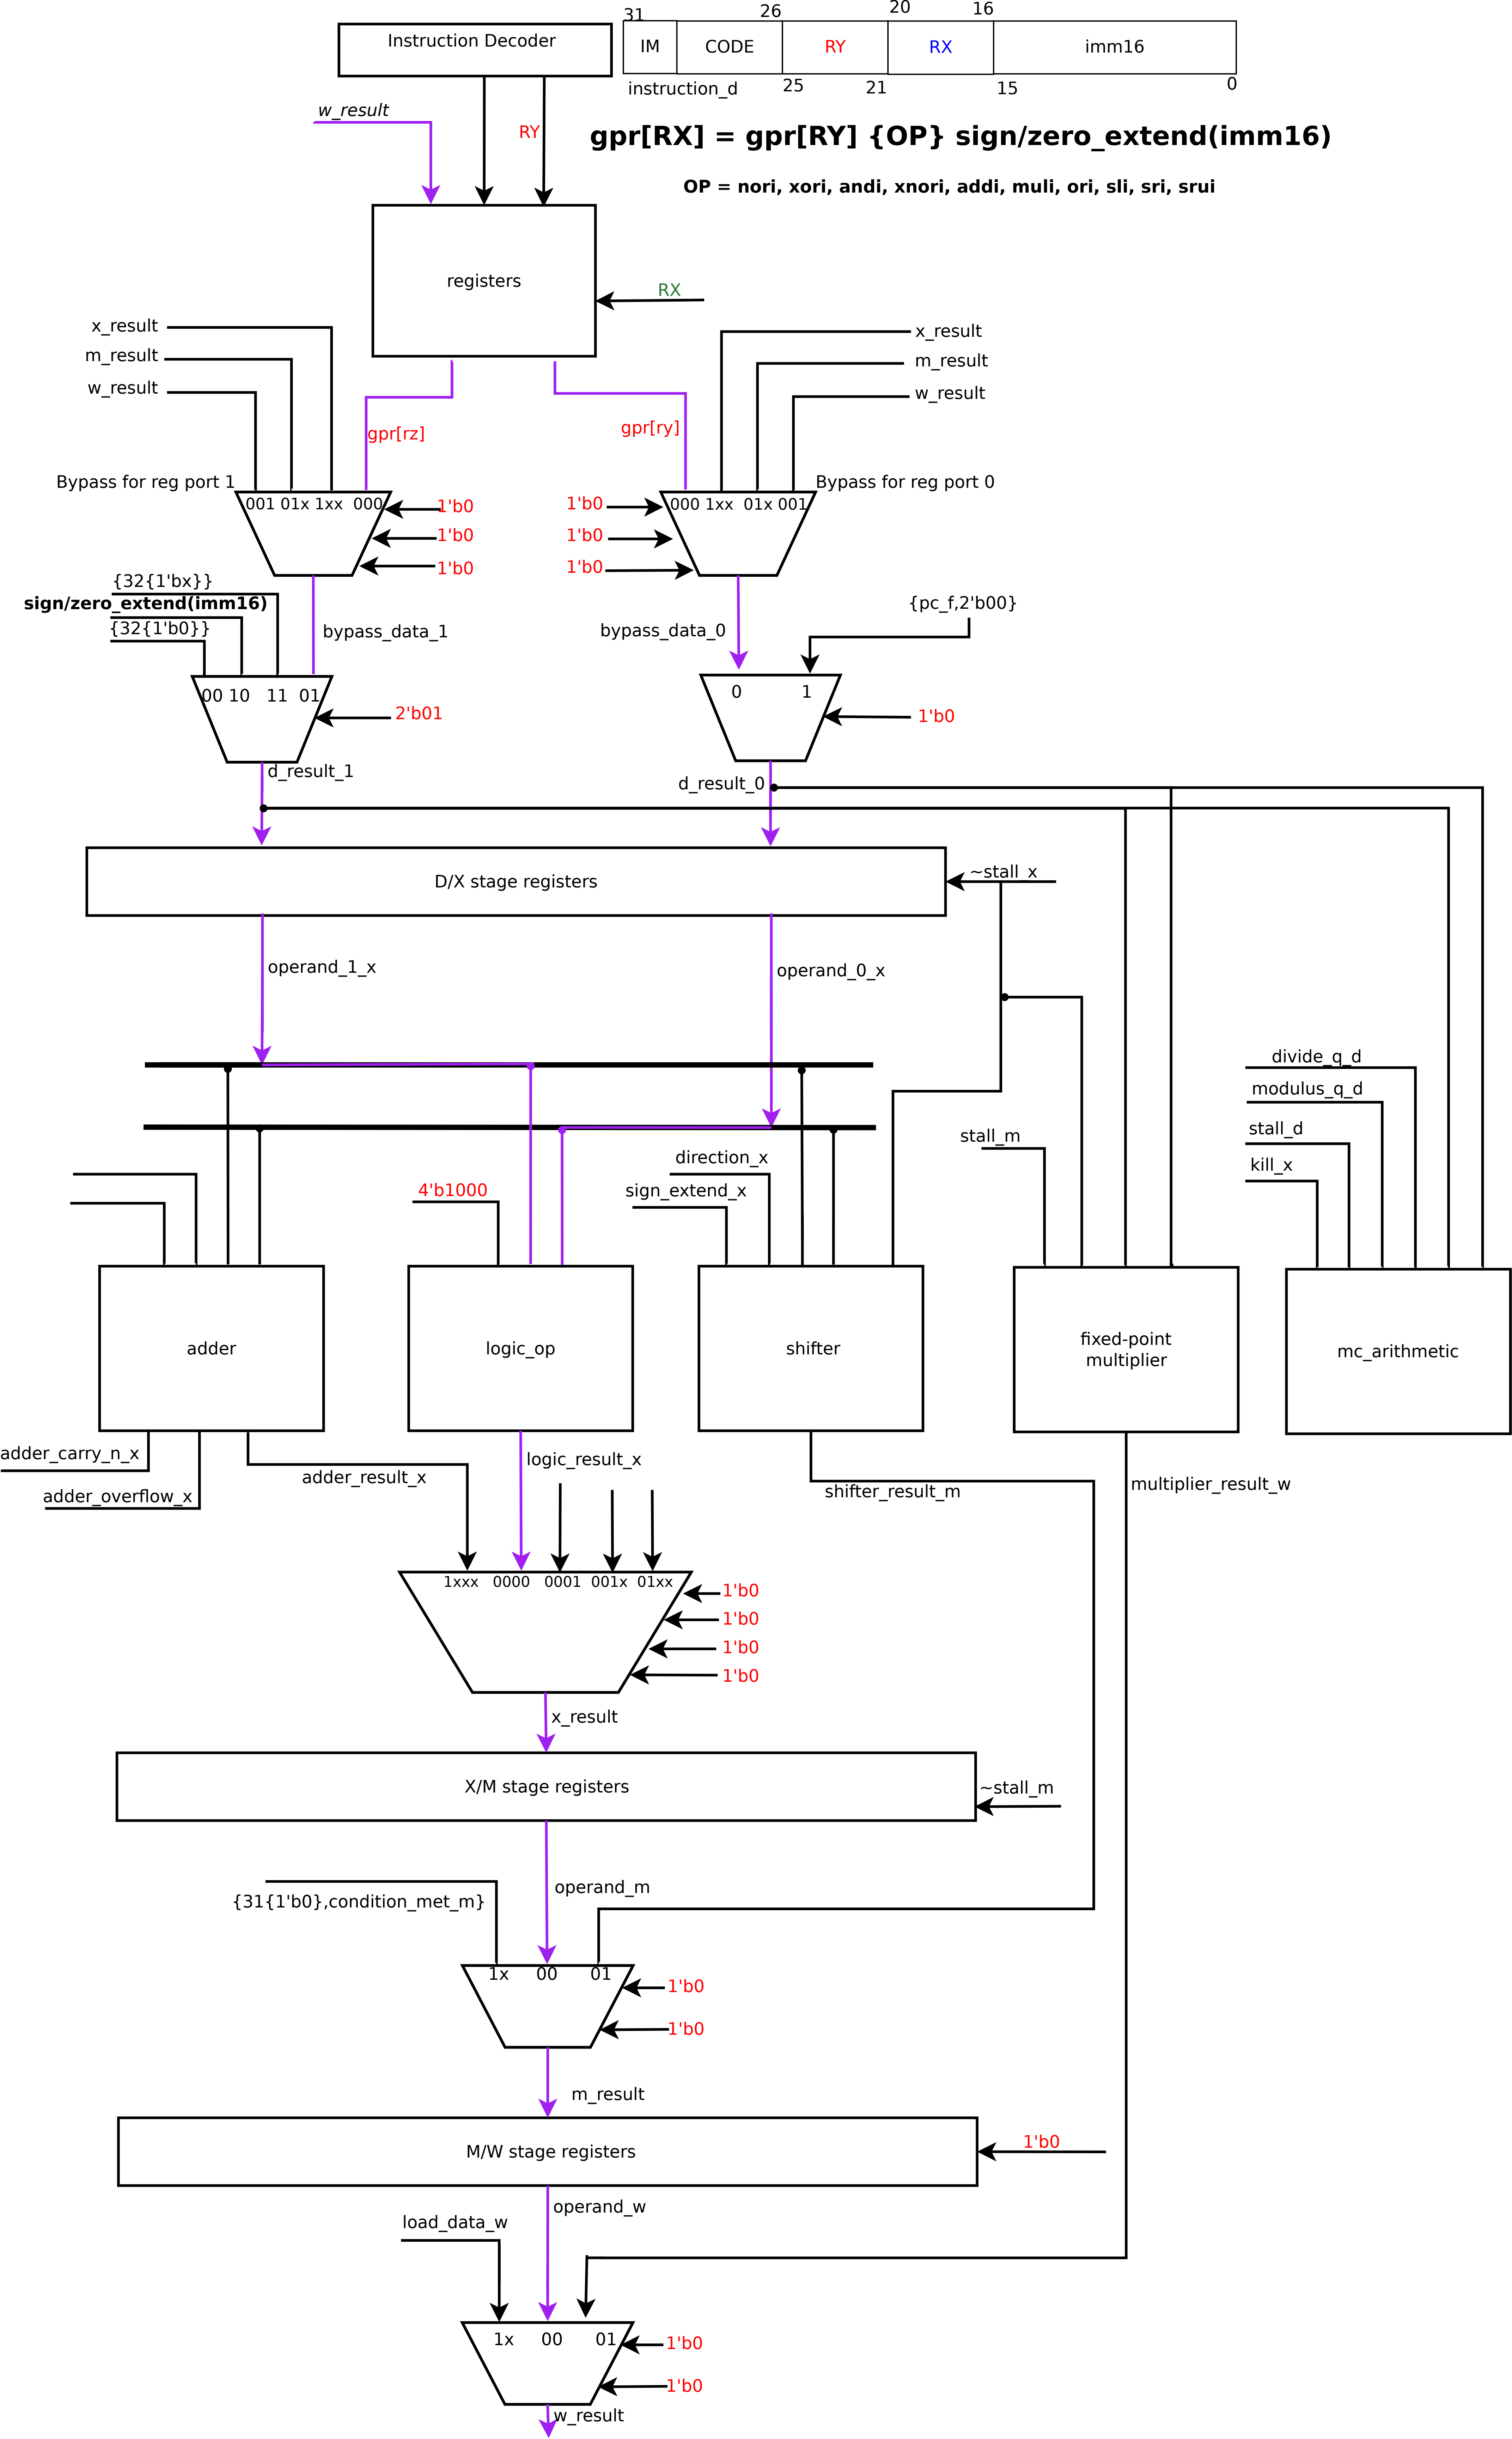 31
26
20
16
Instruction Decoder
IM
CODE
RY
RX
imm16
instruction_d
25
21
15
0
w_result
RY
gpr[RX] = gpr[RY] {OP} sign/zero_extend(imm16)
OP = nori, xori, andi, xnori, addi, muli, ori, sli, sri, srui
registers
RX
x_result
m_result
w_result
x_result
m_result
w_result
gpr[rz]
gpr[ry]
Bypass for reg port 1
Bypass for reg port 0
001 01x 1xx 000
1'b0
1'b0
1'b0
1'b0
1'b0
1'b0
000 1xx 01x 001
{32{1'bx}}
sign/zero_extend(imm16)
{32{1'b0}}
bypass_data_1
bypass_data_0
{pc_f,2'b00}
00 10 11 01
2'b01
0 1
1'b0
d_result_1
d_result_0
D/X stage registers
~stall_x
operand_1_x
operand_0_x
divide_q_d
modulus_q_d
stall_d
kill_x
stall_m
direction_x
sign_extend_x
4'b1000
adder
logic_op
shifter
fixed-point
multiplier
mc_arithmetic
adder_carry_n_x
adder_overflow_x
adder_result_x
logic_result_x
shifter_result_m
multiplier_result_w
1xxx 0000 0001 001x 01xx
1'b0
1'b0
1'b0
1'b0
x_result
X/M stage registers
~stall_m
{31{1'b0},condition_met_m}
operand_m
1x 00 01
1'b0
1'b0
m_result
M/W stage registers
1'b0
operand_w
load_data_w
1x 00 01
1'b0
1'b0
w_result